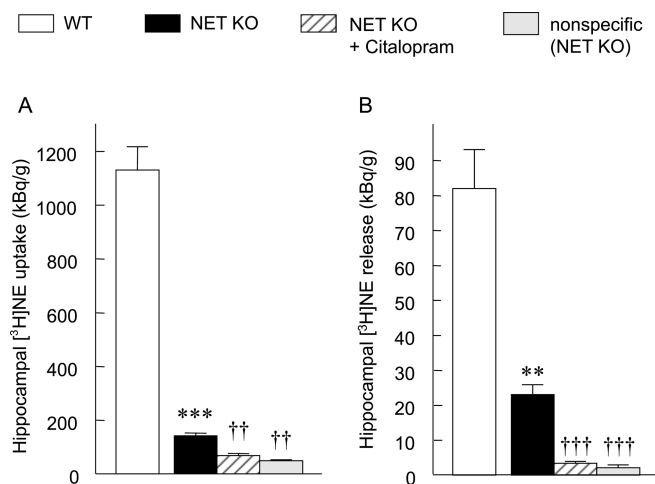 WT
NET KO
NET KO
+ Citalopram
nonspecific
(NET KO)
A
Hippocampal [³H]NE uptake (kBq/g)
1200
1000
800
600
400
200
0
***
††
††
B
Hippocampal [³H]NE release (kBq/g)
90
80
70
60
50
40
30
20
10
0
**
†††
†††